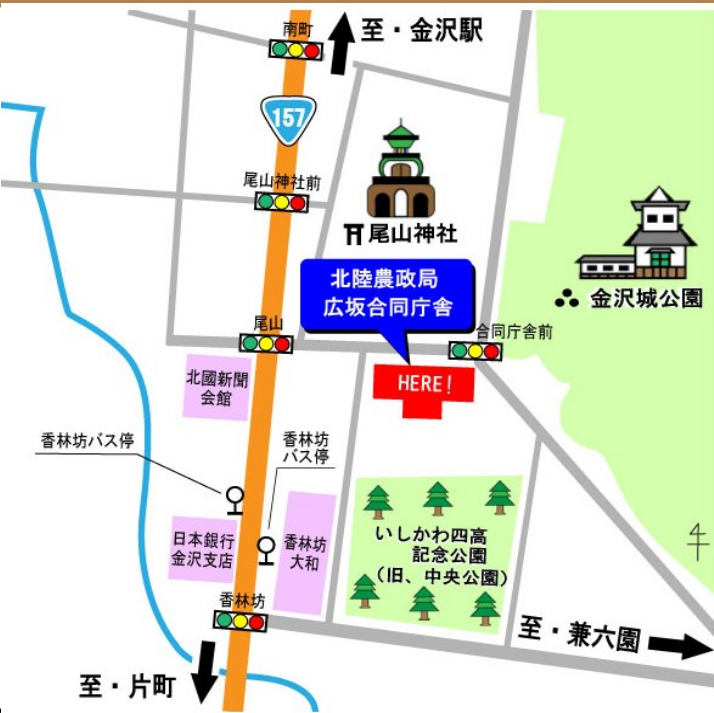 南町
至・金沢駅
157
尾山神社前
尾山神社
北陸農政局
広坂合同庁舎
金沢城公園
尾山
合同庁舎前
北國新聞
会館
HERE!
香林坊バス停
香林坊
バス停
日本銀行
金沢支店
香林坊
大和
いしかわ四高
記念公園
(旧、中央公園)
香林坊
至・兼六園
至・片町